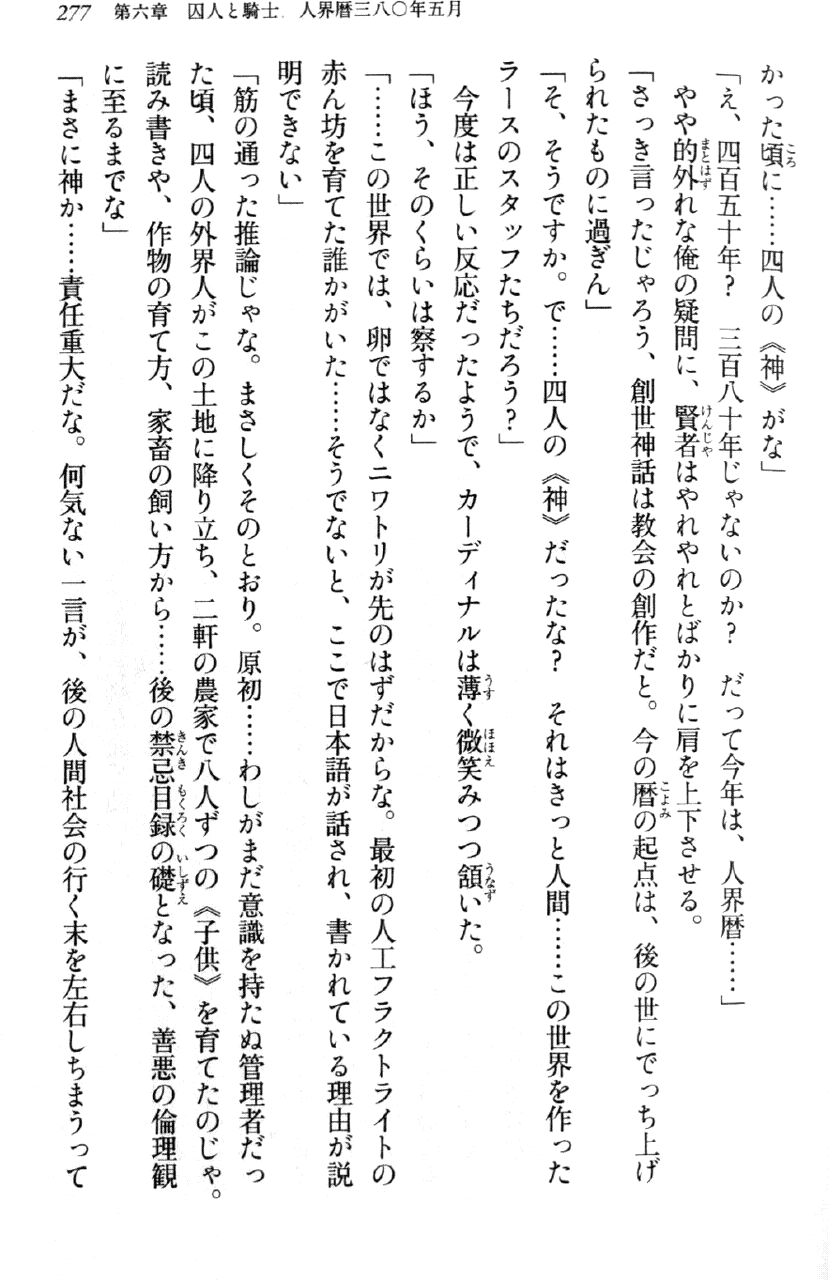 277 第六章 囚人と騎士 人界暦三八〇年五月
かった頃に……四人の《神》がな」
「え、四百五十年？ 三百八十年じゃないのか？ だって今年は、人界暦……」
やや的外れな俺の疑問に、賢者はやれやれとばかりに肩を上下させる。
「さっき言ったじゃろう、創世神話は教会の創作だと。今の暦の起点は、後の世にでっち上げ
られたものに過ぎん」
「そ、そうですか。で……四人の《神》だったな？ それはきっと人間……この世界を作った
ラースのスタッフたちだろう？」
今度は正しい反応だったようで、カーディナルは薄く微笑みつつ頷いた。
「ほう、そのくらいは察するか」
「……この世界では、卵ではなくニワトリが先のはずだからな。最初の人工フラクトライトの
赤ん坊を育てた誰かがいた……そうでないと、ここで日本語が話され、書かれている理由が説
明できない」
「筋の通った推論じゃな。まさしくそのとおり。原初……わしがまだ意識を持たぬ管理者だっ
た頃、四人の外界人がこの土地に降り立ち、二軒の農家で八人ずつの《子供》を育てたのじゃ。
読み書きや、作物の育て方、家畜の飼い方から……後の禁忌目録の礎となった、善悪の倫理観
に至るまでな」
「まさに神か……責任重大だな。何気ない一言が、後の人間社会の行く末を左右しちまうって